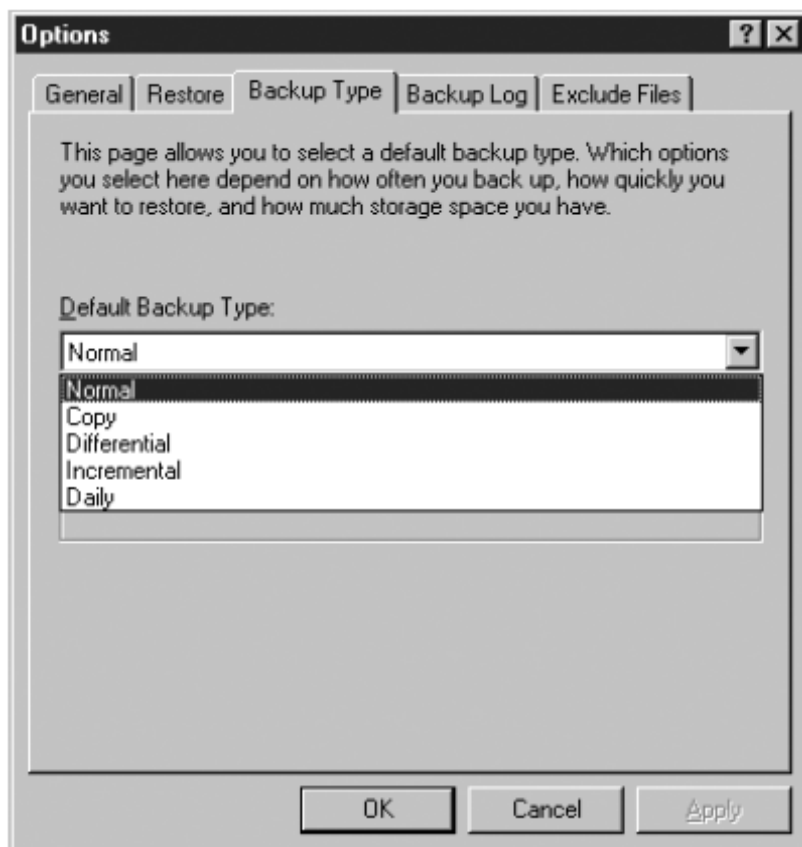 Options
General Restore Backup Type Backup Log Exclude Files
This page allows you to select a default backup type. Which options
you select here depend on how often you back up, how quickly you
want to restore, and how much storage space you have.
Default Backup Type:
Normal
Normal
Copy
Differential
Incremental
Daily
OK Cancel Apply